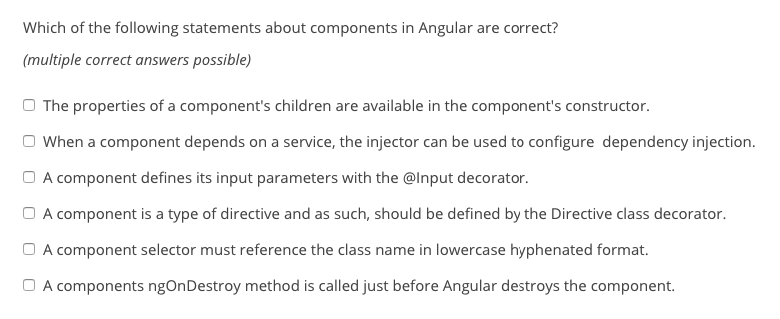 Which of the following statements about components in Angular are correct?
(multiple correct answers possible)
The properties of a component's children are available in the component's constructor.
When a component depends on a service, the injector can be used to configure  dependency injection.
A component defines its input parameters with the @Input decorator.
A component is a type of directive and as such, should be defined by the Directive class decorator.
A component selector must reference the class name in lowercase hyphenated format.
A components ngOnDestroy method is called just before Angular destroys the component.